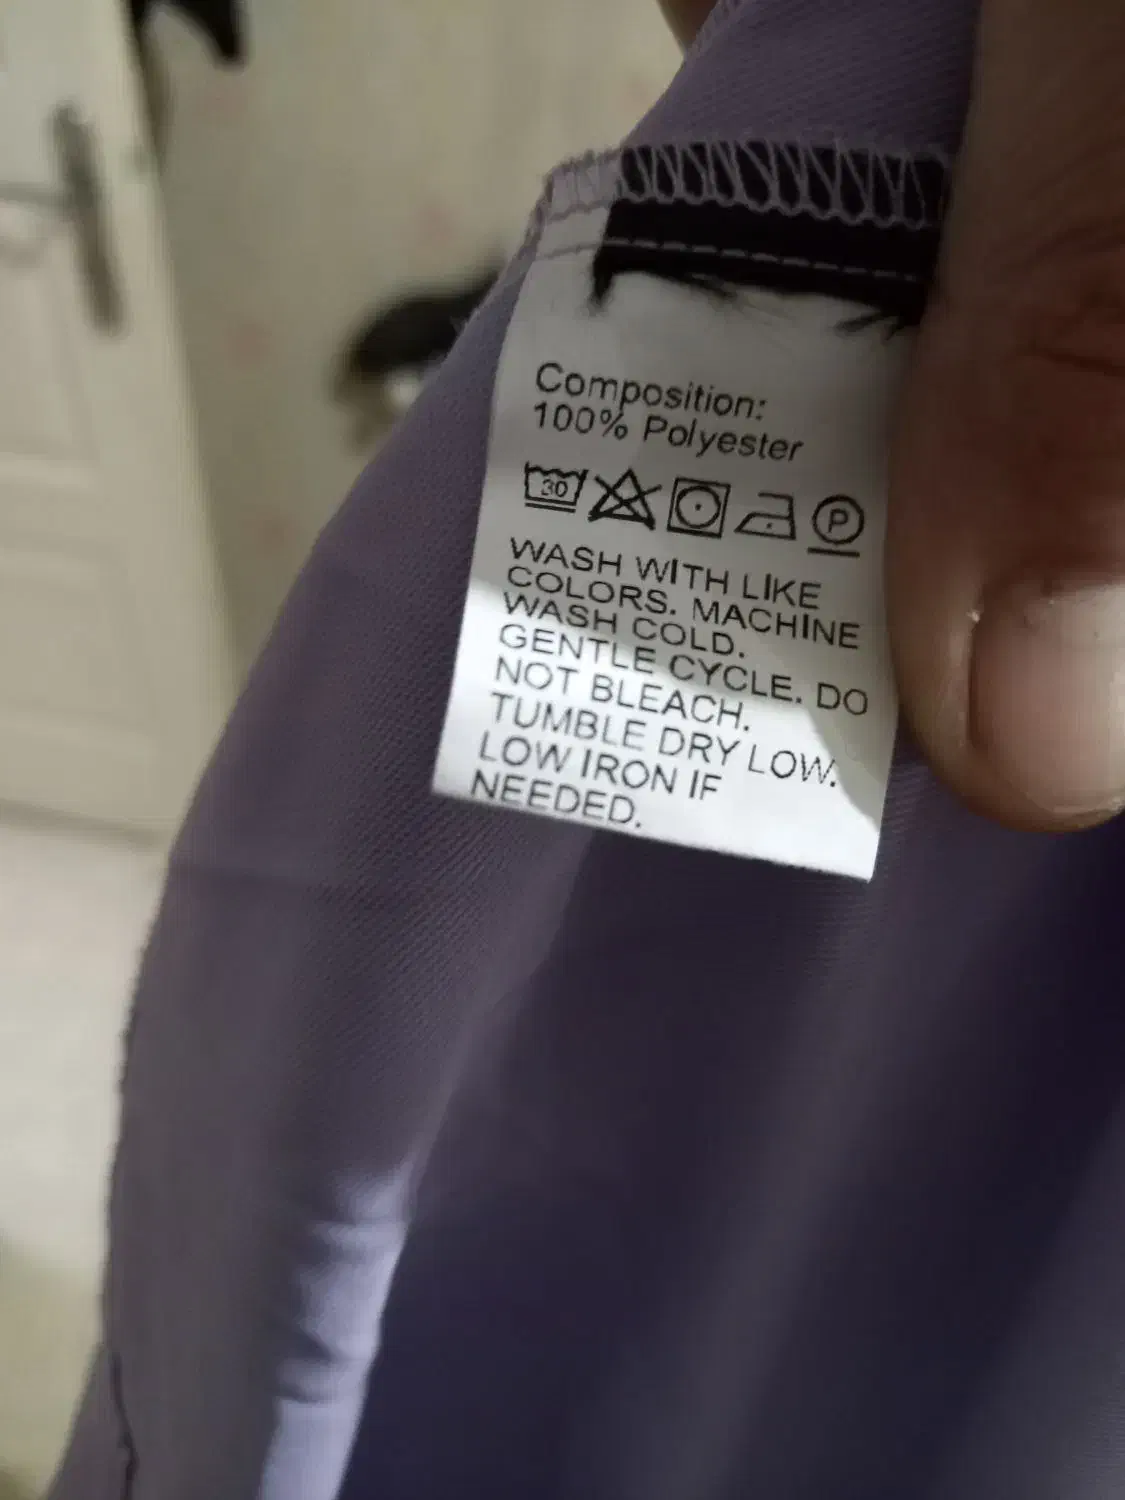 Composition:
100% Polyester
30 P
WASH WITH LIKE
COLORS. MACHINE
WASH COLD.
GENTLE CYCLE. DO
NOT BLEACH.
TUMBLE DRY LOW.
LOW IRON IF
NEEDED.